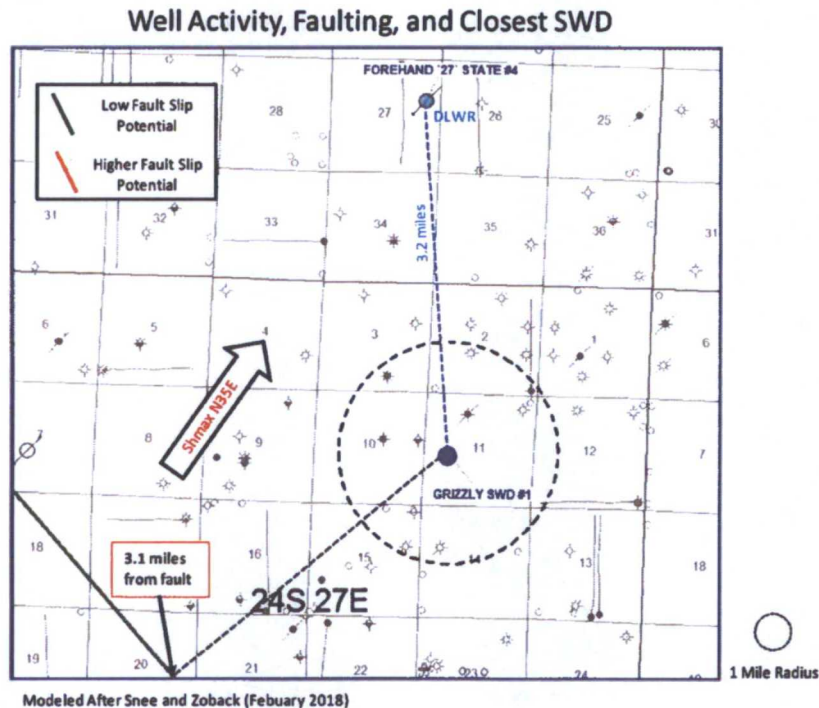 Well Activity, Faulting, and Closest SWD
FOREHAND '27' STATE #4
Low Fault Slip
Potential
Higher Fault Slip
Potential
28
27
DLWR
26
25
30
31
32
33
34
35
36
31
3.2 miles
6
5
4
3
2
1
6
Shmax N35E
7
8
9
10
11
12
7
GRIZZLY SWD #1
18
16
15
14
13
18
3.1 miles
from fault
24S 27E
19
20
21
22
23
24
1 Mile Radius
Modeled After Snee and Zoback (Febuary 2018)